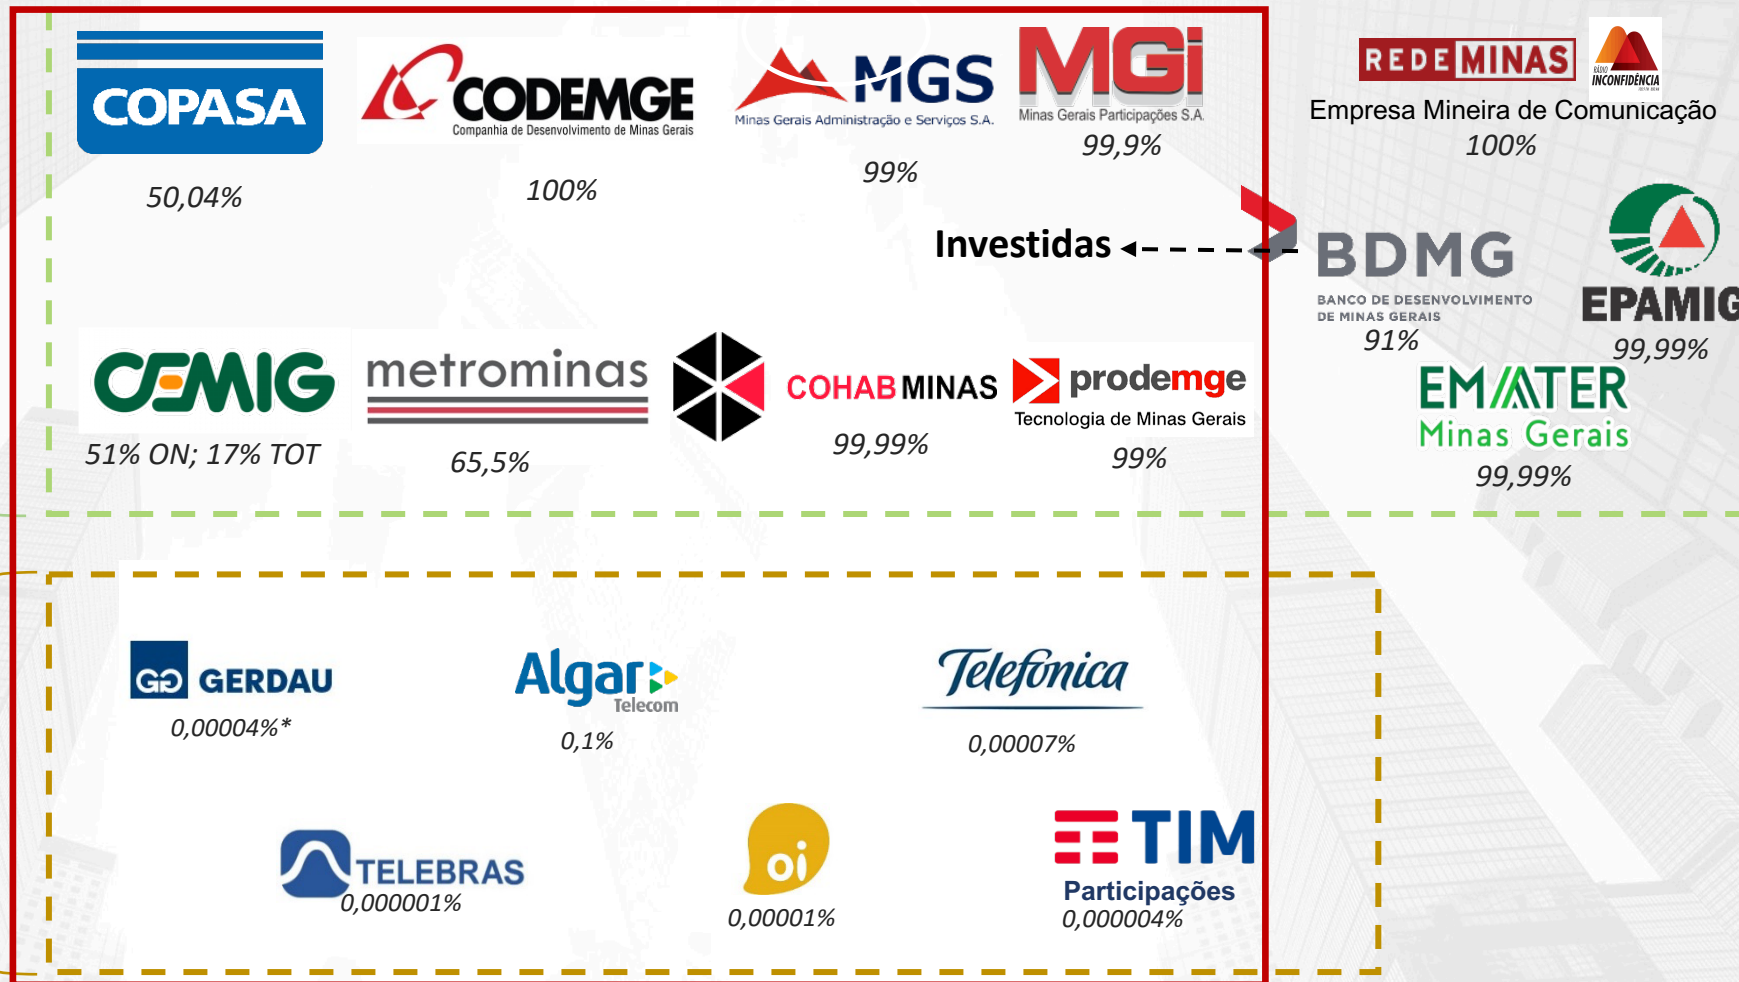 COPASA
50,04%
CODEMGE
Companhia de Desenvolvimento de Minas Gerais
100%
MGS
Minas Gerais Administração e Serviços S.A.
99%
MGi
Minas Gerais Participações S.A.
99,9%
REDE MINAS
RÁDIO
INCONFIDÊNCIA
Empresa Mineira de Comunicação
100%
Investidas
BDMG
BANCO DE DESENVOLVIMENTO
DE MINAS GERAIS
91%
EPAMIG
99,99%
CEMIG
51% ON; 17% TOT
metrominas
65,5%
COHAB MINAS
99,99%
prodemge
Tecnologia de Minas Gerais
99%
EMATER
Minas Gerais
99,99%
GERDAU
0,00004%*
Algar
Telecom
0,1%
Telefónica
0,00007%
TELEBRAS
0,000001%
oi
0,00001%
TIM
Participações
0,000004%